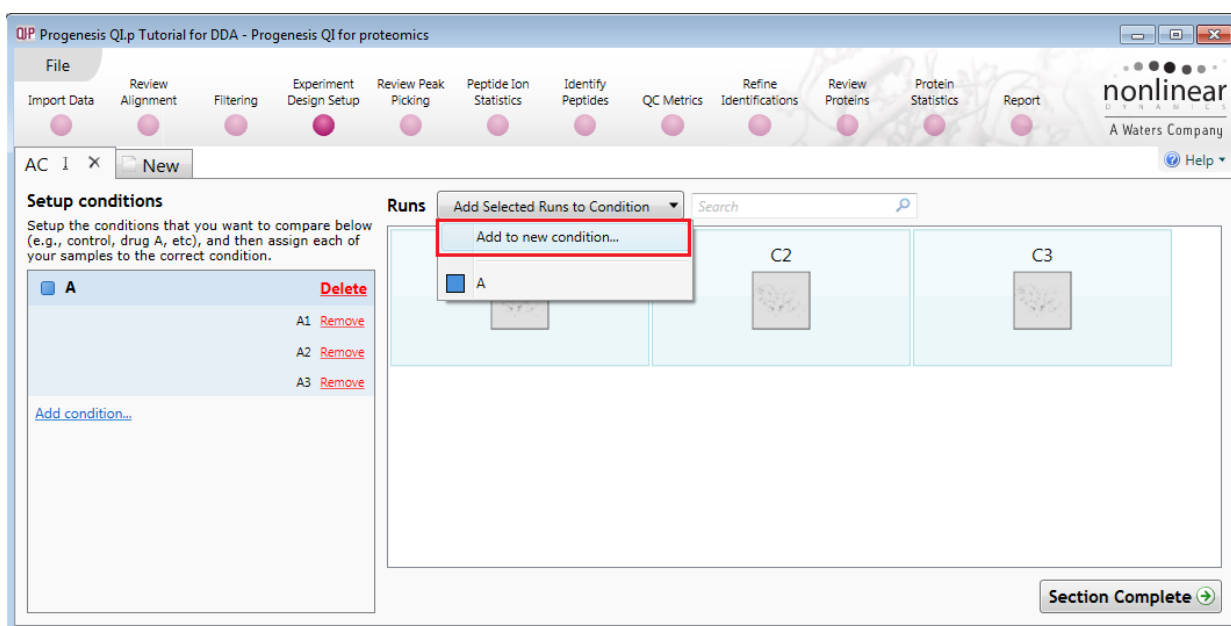 QIP Progenesis QI.p Tutorial for DDA - Progenesis QI for proteomics
File
Import Data
Review
Alignment
Filtering
Experiment
Design Setup
Review Peak
Picking
Peptide Ion
Statistics
Identify
Peptides
QC Metrics
Refine
Identifications
Review
Proteins
Protein
Statistics
Report
nonlinear
DYNAMICS
A Waters Company
AC
New
Help
Setup conditions
Setup the conditions that you want to compare below
(e.g., control, drug A, etc), and then assign each of
your samples to the correct condition.
A Delete
A1 Remove
A2 Remove
A3 Remove
Add condition...
Runs
Add Selected Runs to Condition
Search
Add to new condition...
A
C2
C3
Section Complete